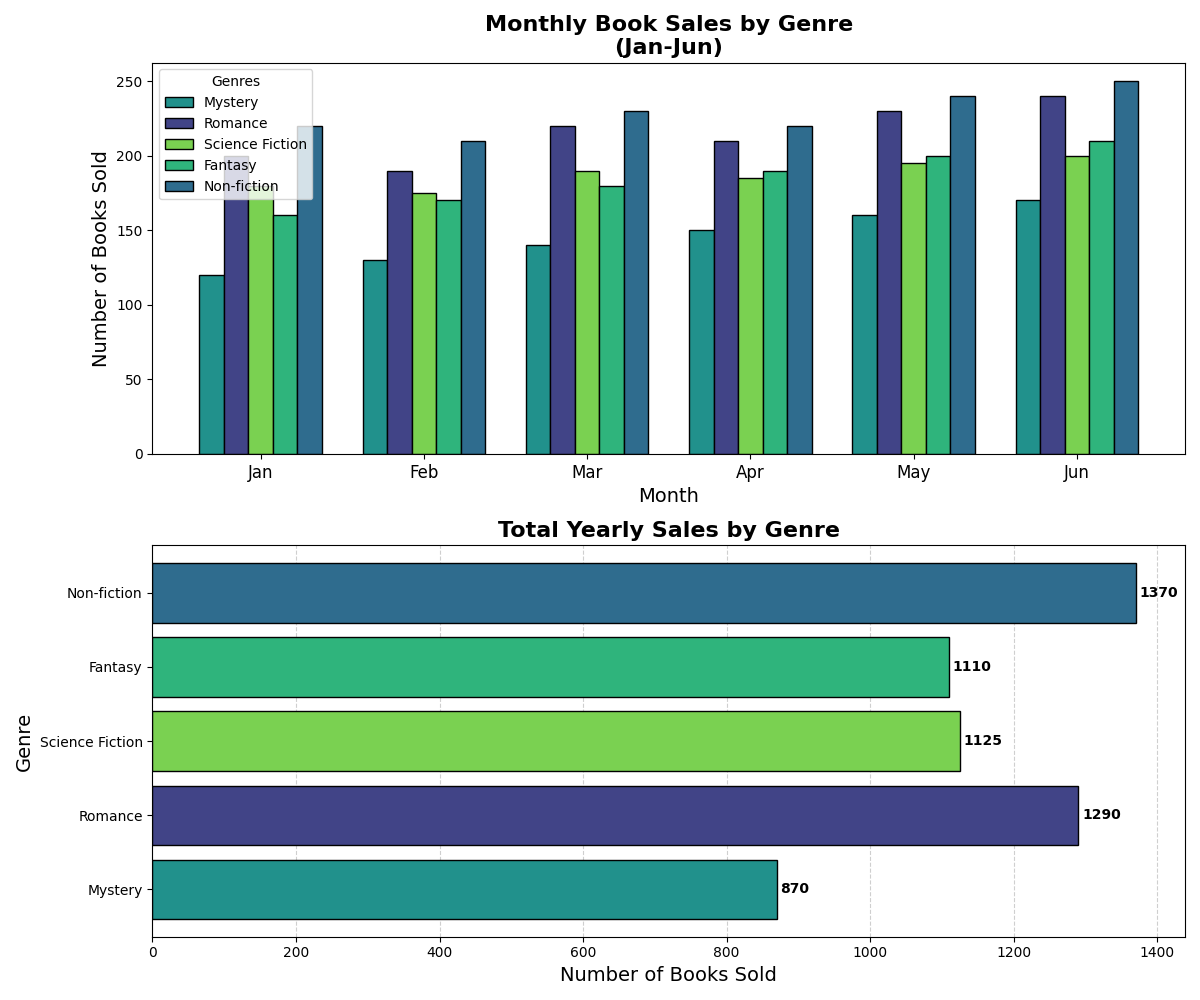 Monthly Book Sales by Genre
(Jan-Jun)
Number of Books Sold
250
200
150
100
50
0
Genres
Mystery
Romance
Science Fiction
Fantasy
Non-fiction
Jan Feb Mar Apr May Jun
Month
Total Yearly Sales by Genre
Genre
Non-fiction 1370
Fantasy 1110
Science Fiction 1125
Romance 1290
Mystery 870
0 200 400 600 800 1000 1200 1400
Number of Books Sold